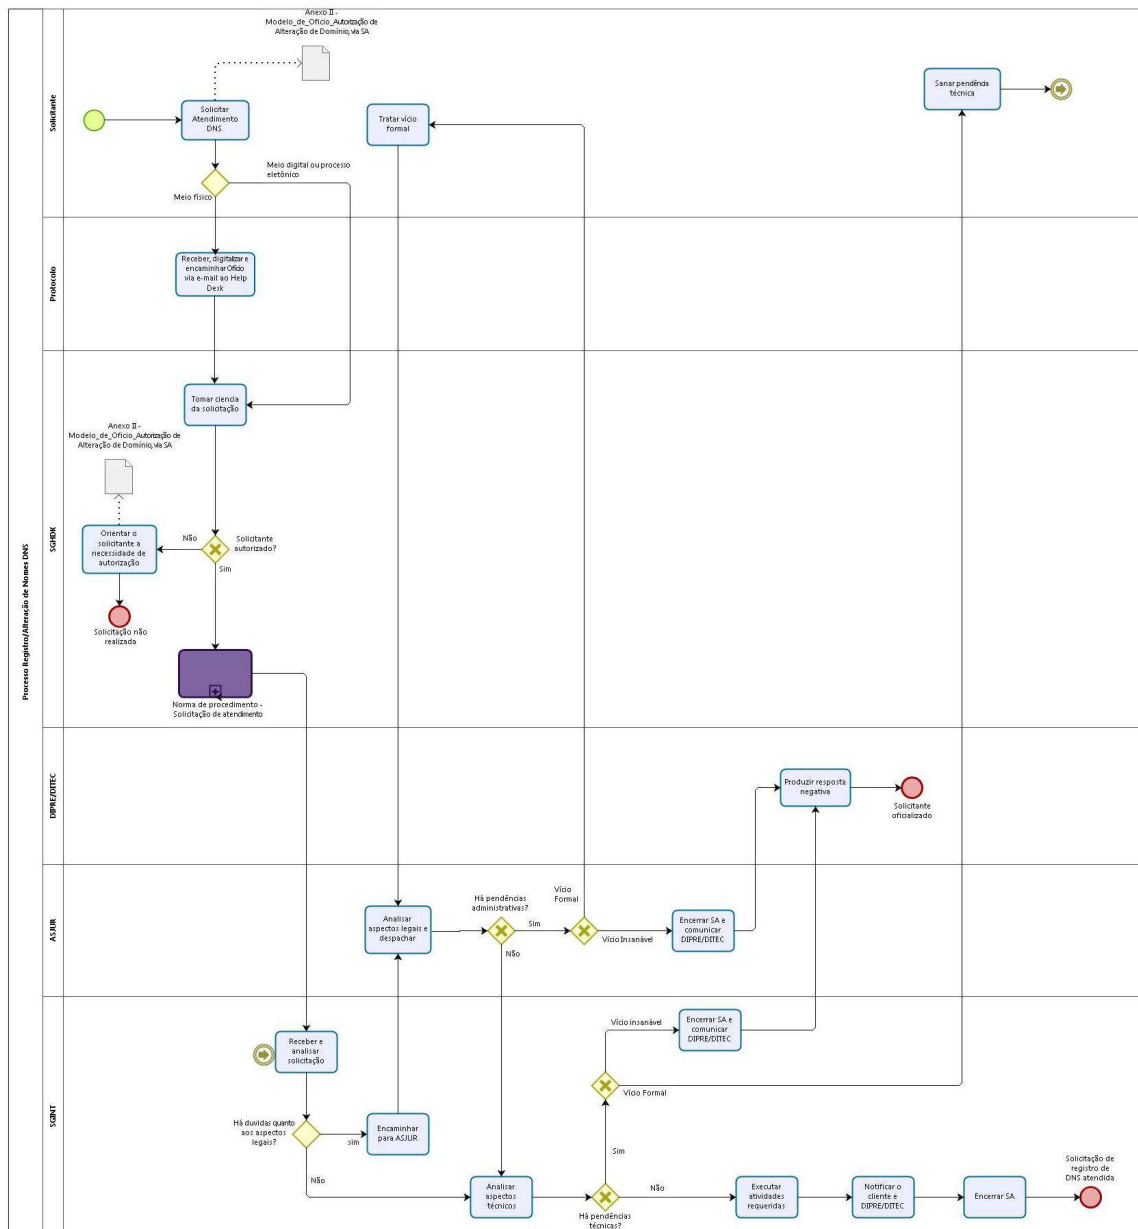 Processo Registro/Alteração de Nomes DNS
Solicitante
Anexo II -
Modelo_de_Oficio_Autorização de
Alteração de Domínio, via SA
Solicitar
Atendimento
DNS
Meio digital ou processo
eletônico
Meio físico
Tratar vício
formal
Sanar pendência
técnica
Protocolo
Receber, digitalizar e
encaminhar Ofício
via e-mail ao Help
Desk
SGHDK
Tomar ciencia
da solicitação
Anexo II -
Modelo_de_Oficio_Autorização de
Alteração de Domínio, via SA
Orientar o
solicitante a
necessidade de
autorização
Não
Solicitante
autorizado?
Sim
Solicitação não
realizada
Norma de procedimento -
Solicitação de atendimento
DIPRE/DITEC
Produzir resposta
negativa
Solicitante
oficializado
ASJUR
Analisar
aspectos legais e
despachar
Há pendências
administrativas?
Sim
Não
Vício
Formal
Vício Insanável
Encerrar SA e
comunicar
DIPRE/DITEC
SGINT
Receber e
analisar
solicitação
Há duvidas quanto
aos aspectos
legais?
sim
Encaminhar
para ASJUR
Não
Analisar
aspectos
técnicos
Há pendências
técnicas?
Sim
Vício insanável
Encerrar SA e
comunicar
DIPRE/DITEC
Vício Formal
Não
Executar
atividades
requeridas
Notificar o
cliente e
DIPRE/DITEC
Encerrar SA
Solicitação de
registro de
DNS atendida